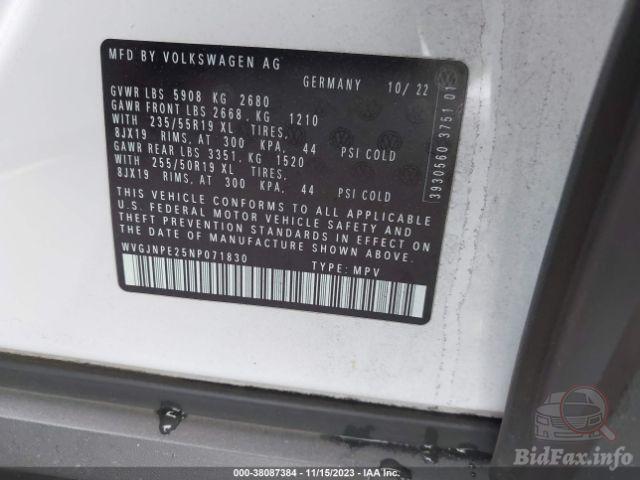 MFD BY VOLKSWAGEN AG
GERMANY 10/ 22
GVWR LBS 5908 KG 2680
GAWR FRONT LBS 2668, KG 1210
WITH 235/55R19 XL TIRES,
8JX19 RIMS, AT 300 KPA, 44 PSI COLD
GAWR REAR LBS 3351, KG 1520
WITH 255/50R19 XL TIRES,
8JX19 RIMS, AT 300 KPA, 44 PSI COLD
THIS VEHICLE CONFORMS TO ALL APPLICABLE
U.S. FEDERAL MOTOR VEHICLE SAFETY AND
THEFT PREVENTION STANDARDS IN EFFECT ON
THE DATE OF MANUFACTURE SHOWN ABOVE.
WVGJNPE25NP071830 TYPE: MPV
3930560 3751 01
BidFax.info
000-38087384 - 11/15/2023 - IAA Inc.